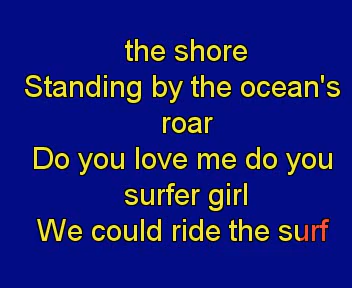 the shore
Standing by the ocean's
roar
Do you love me do you
surfer girl
We could ride the surf